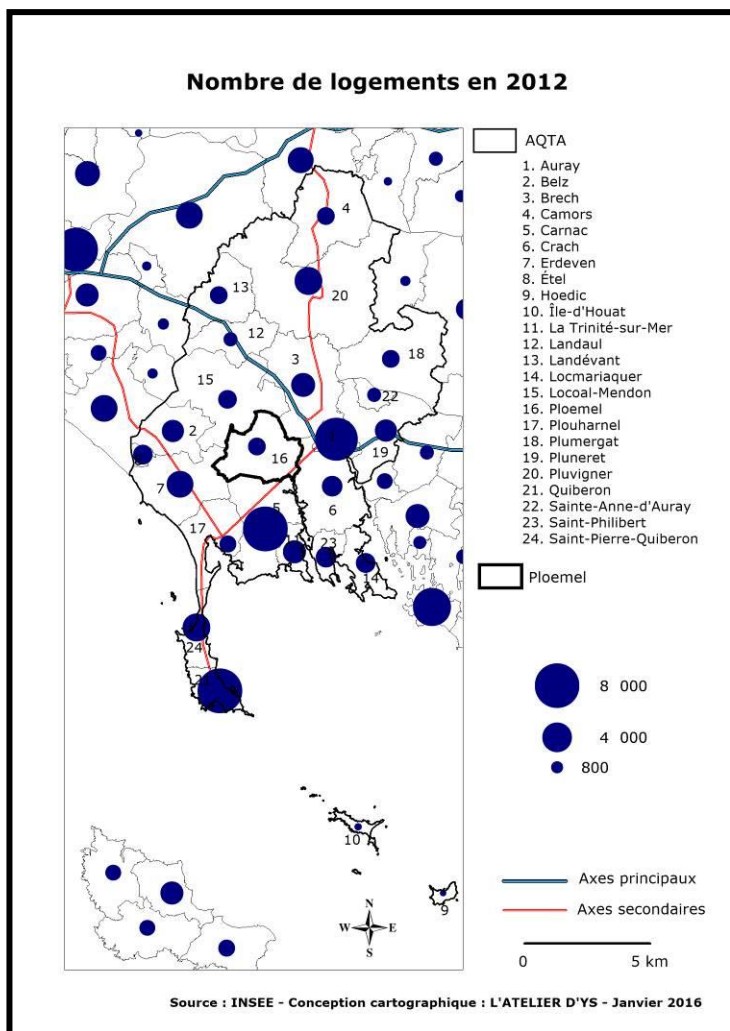 Nombre de logements en 2012
AQTA
1. Auray
2. Belz
3. Brech
4. Camors
5. Carnac
6. Crach
7. Erdeven
8. Étel
9. Hoedic
10. Île-d'Houat
11. La Trinité-sur-Mer
12. Landaul
13. Landévant
14. Locmariaquer
15. Locoal-Mendon
16. Ploemel
17. Plouharnel
18. Plumergat
19. Pluneret
20. Pluvigner
21. Quiberon
22. Sainte-Anne-d'Auray
23. Saint-Philibert
24. Saint-Pierre-Quiberon
Ploemel
8 000
4 000
800
Axes principaux
Axes secondaires
0 5 km
4
13
20
12
3
18
15
22
2
16
19
7
6
5
17
23
14
24
10
9
N
W E
S
Source : INSEE - Conception cartographique : L'ATELIER D'YS - Janvier 2016